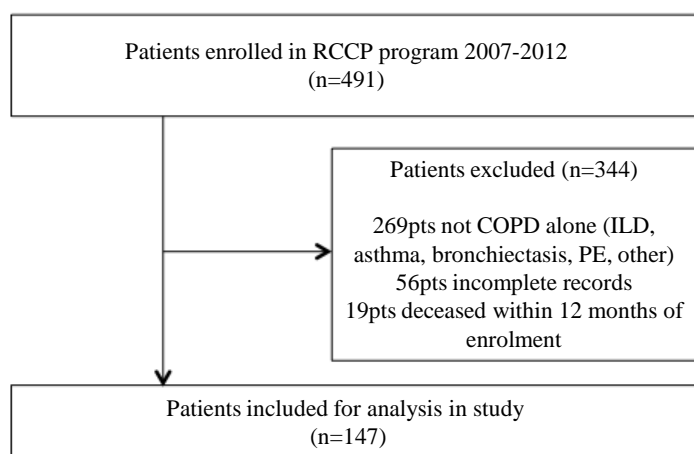 Patients enrolled in RCCP program 2007-2012
(n=491)
Patients excluded (n=344)
269pts not COPD alone (ILD,
asthma, bronchiectasis, PE, other)
56pts incomplete records
19pts deceased within 12 months of
enrolment
Patients included for analysis in study
(n=147)